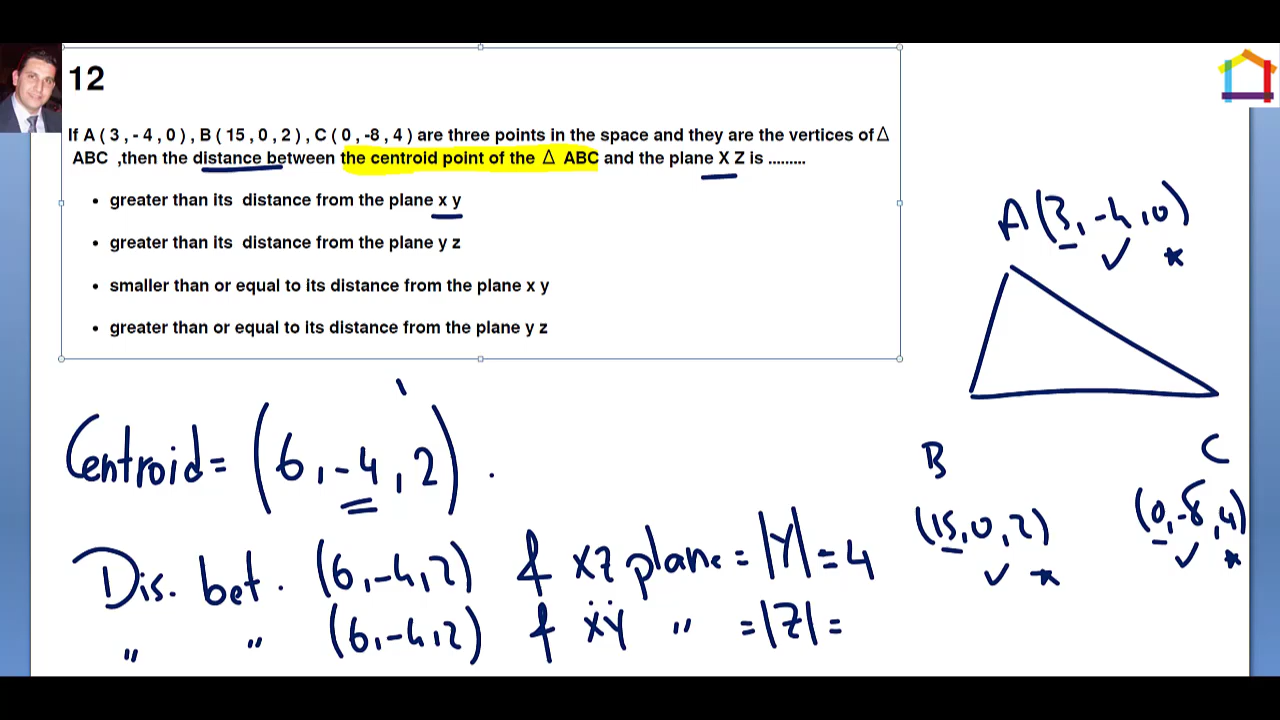 12
If A ( 3 , - 4 , 0 ) , B ( 15 , 0 , 2 ) , C ( 0 , -8 , 4 ) are three points in the space and they are the vertices of Δ
ABC ,then the distance between the centroid point of the Δ ABC and the plane X Z is .........
• greater than its distance from the plane x y
• greater than its distance from the plane y z
• smaller than or equal to its distance from the plane x y
• greater than or equal to its distance from the plane y z
A (3, -4, 0)
B
C
(15, 0, 2)
(0, -8, 4)
Centroid = (6, -4, 2) .
Dis. bet. (6, -4, 2) & XZ plane = |Y| = 4
" " (6, -4, 2) & XY " = |Z| =